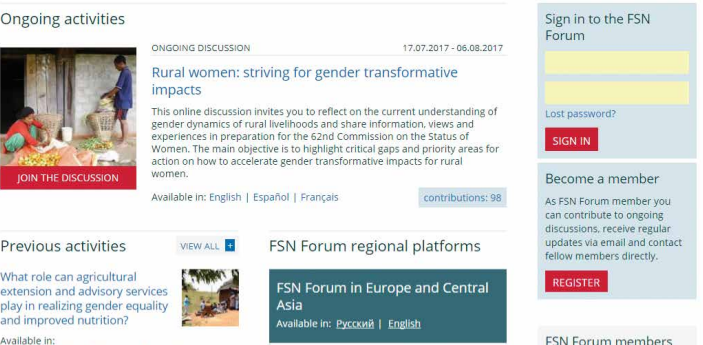 Ongoing activities
ONGOING DISCUSSION 17.07.2017 - 06.08.2017
Rural women: striving for gender transformative
impacts
This online discussion invites you to reflect on the current understanding of
gender dynamics of rural livelihoods and share information, views and
experiences in preparation for the 62nd Commission on the Status of
Women. The main objective is to highlight critical gaps and priority areas for
action on how to accelerate gender transformative impacts for rural
women.
JOIN THE DISCUSSION
Available in: English | Español | Français
contributions: 98
Previous activities
VIEW ALL +
What role can agricultural
extension and advisory services
play in realizing gender equality
and improved nutrition?
Available in:
FSN Forum regional platforms
FSN Forum in Europe and Central
Asia
Available in: Русский | English
Sign in to the FSN
Forum
Lost password?
SIGN IN
Become a member
As FSN Forum member you
can contribute to ongoing
discussions, receive regular
updates via email and contact
fellow members directly.
REGISTER
FSN Forum members